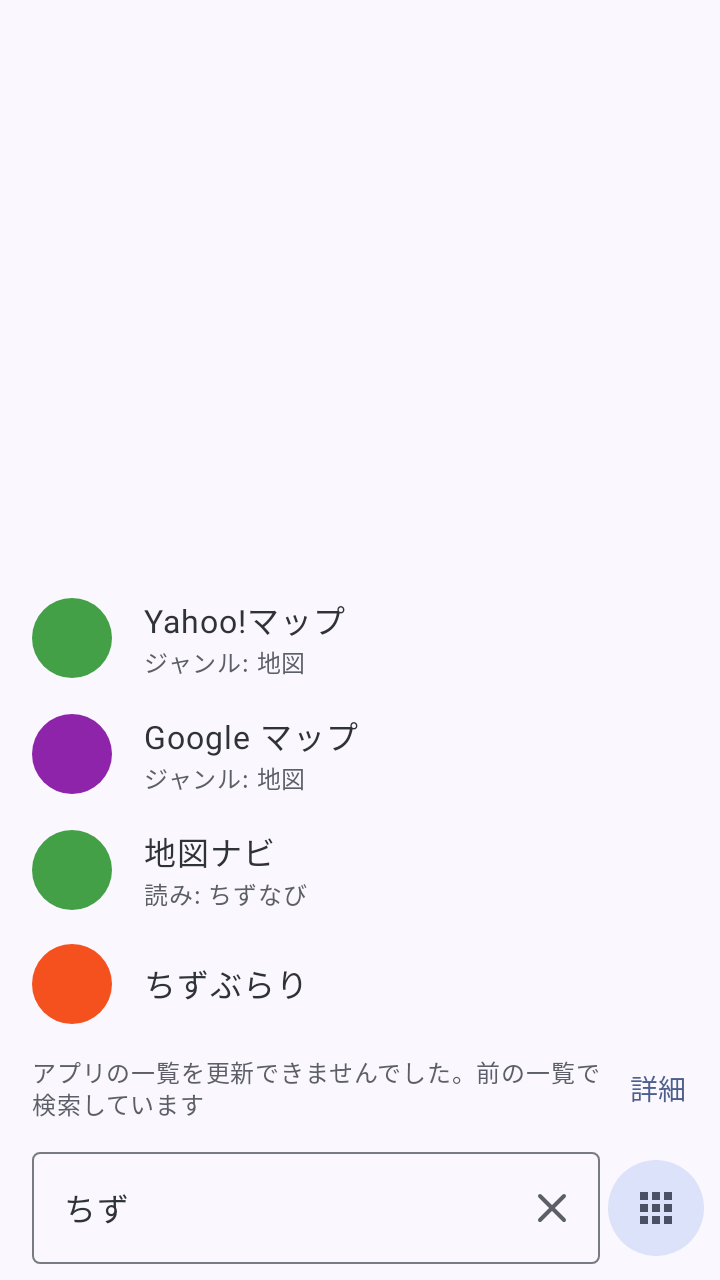 Yahoo!マップ
ジャンル: 地図
Google マップ
ジャンル: 地図
地図ナビ
読み: ちずなび
ちずぶらり
アプリの一覧を更新できませんでした。前の一覧で
検索しています
詳細
ちず